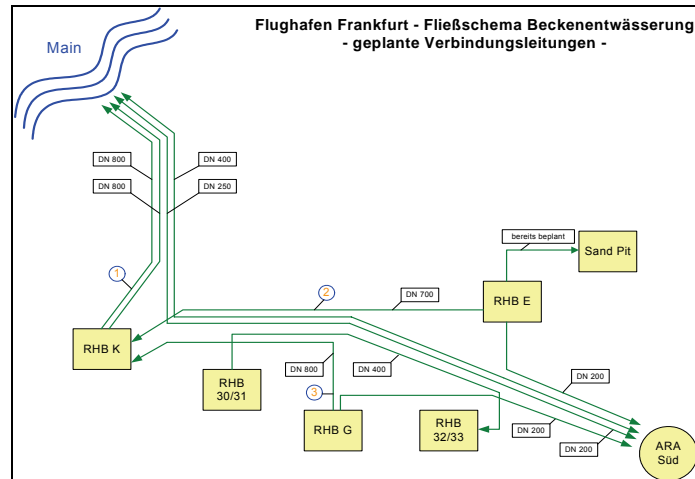 Flughafen Frankfurt - Fließschema Beckenentwässerung
- geplante Verbindungsleitungen -
Main
DN 800
DN 400
DN 800
DN 250
bereits beplant
Sand Pit
1
2
DN 700
RHB E
RHB K
DN 800
DN 400
DN 200
RHB
30/31
3
RHB G
RHB
32/33
DN 200
DN 200
ARA
Süd